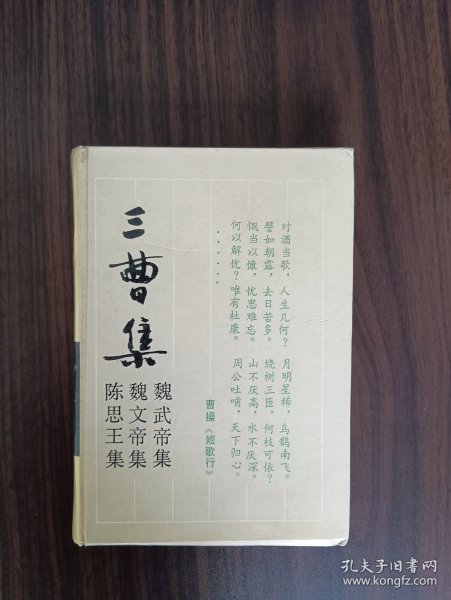 三曹集
魏武帝集
魏文帝集
陈思王集
对酒当歌，人生几何？
譬如朝露，去日苦多。
慨当以慷，忧思难忘。
何以解忧？唯有杜康。
......
月明星稀，乌鹊南飞。
绕树三匝，何枝可依。
山不厌高，水不厌深。
周公吐哺，天下归心。
曹操《短歌行》
孔夫子旧书网
www.kongfz.com